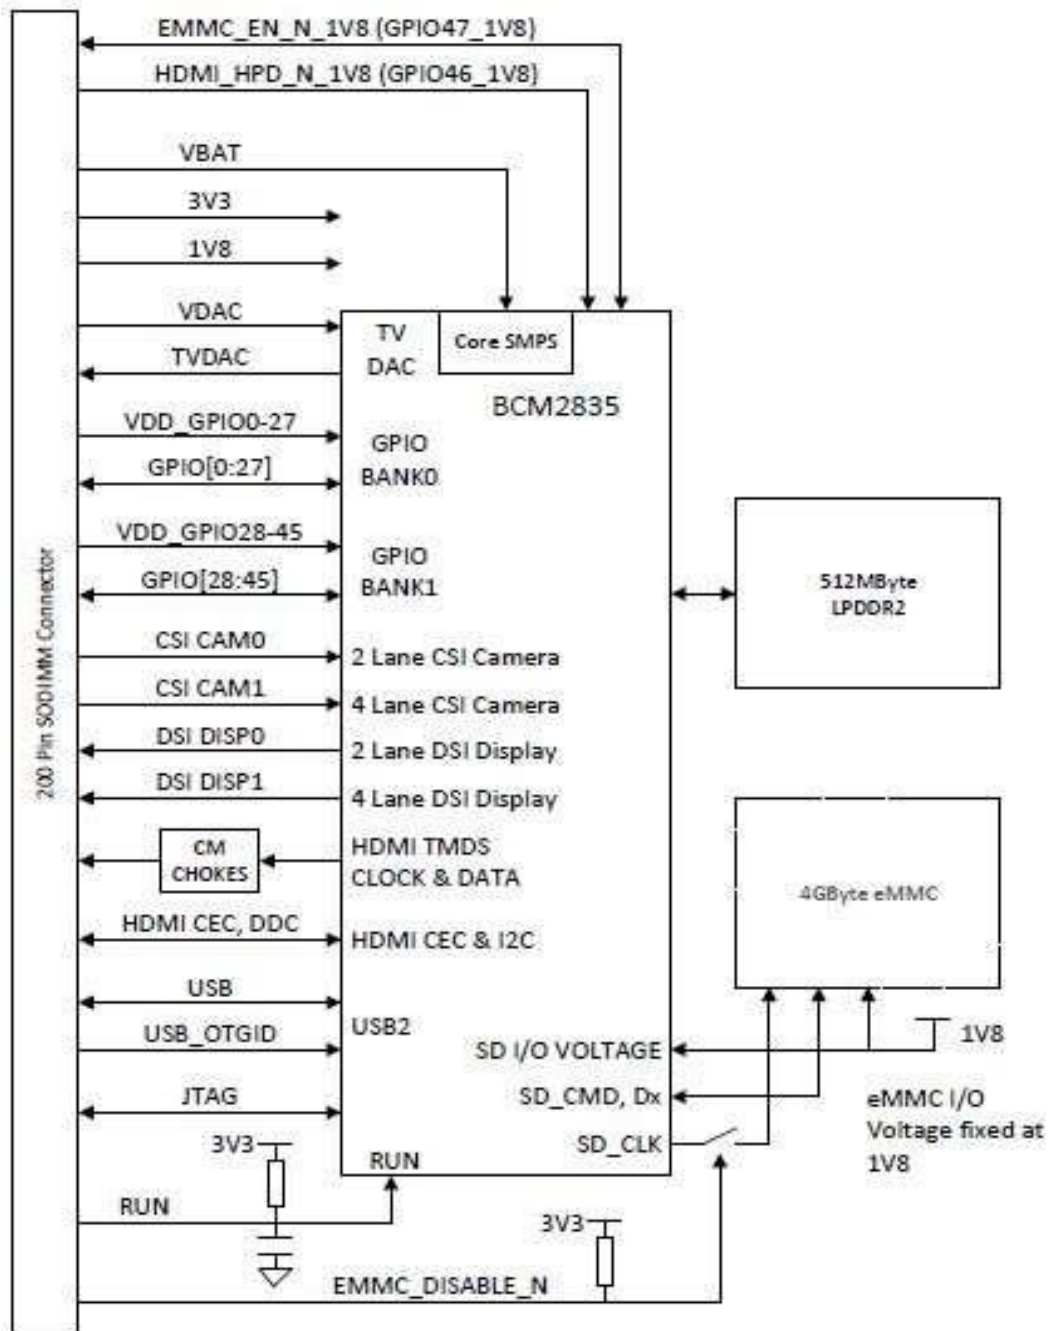 EMMC_EN_N_1V8 (GPIO47_1V8)
HDMI_HPD_N_1V8 (GPIO46_1V8)
VBAT
3V3
1V8
VDAC
TV
DAC
Core SMPS
TVDAC
BCM2835
VDD_GPIO0-27
GPIO
BANK0
GPIO[0:27]
VDD_GPIO28-45
GPIO
BANK1
GPIO[28:45]
200 Pin SODIMM Connector
512MByte
LPDDR2
CSI CAM0
2 Lane CSI Camera
CSI CAM1
4 Lane CSI Camera
DSI DISP0
2 Lane DSI Display
DSI DISP1
4 Lane DSI Display
CM
CHOKES
HDMI TMDS
CLOCK & DATA
4GByte eMMC
HDMI CEC, DDC
HDMI CEC & I2C
USB
USB2
USB_OTGID
SD I/O VOLTAGE
1V8
SD_CMD, Dx
eMMC I/O
Voltage fixed at
1V8
JTAG
SD_CLK
3V3
RUN
RUN
3V3
EMMC_DISABLE_N